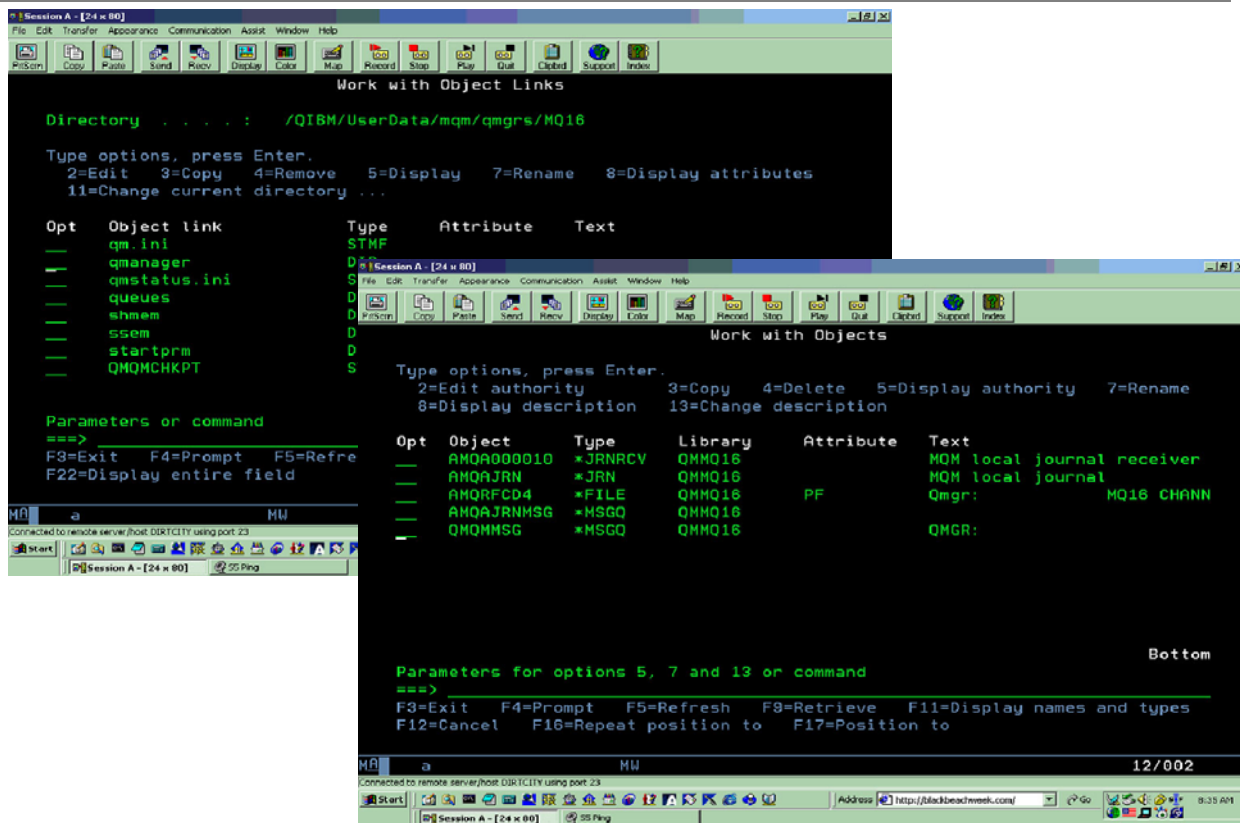 Session A - [24 x 80]
File Edit Transfer Appearance Communication Assist Window Help
PrtScrn Copy Paste Send Recv Display Color Map Record Stop Play Quit Clipbrd Support Index
Work with Object Links
Directory . . . . : /QIBM/UserData/mqm/qmgrs/MQ16
Type options, press Enter.
2=Edit 3=Copy 4=Remove 5=Display 7=Rename 8=Display attributes
11=Change current directory ...
Opt Object link Type Attribute Text
qm.ini STMF
qmanager D
qmstatus.ini S
queues D
shmem D
ssem D
startprm D
QMQMCHKPT S
Parameters or command
===>
F3=Exit F4=Prompt F5=Refre
F22=Display entire field
MA a MW
Connected to remote server/host DIRTCITY using port 23
Start
Session A - [24 x 80] SS Ping
Session A - [24 x 80]
File Edit Transfer Appearance Communication Assist Window Help
PrtScrn Copy Paste Send Recv Display Color Map Record Stop Play Quit Clipbrd Support Index
Work with Objects
Type options, press Enter.
2=Edit authority 3=Copy 4=Delete 5=Display authority 7=Rename
8=Display description 13=Change description
Opt Object Type Library Attribute Text
AMQA000010 *JRNRCV QMMQ16 MQM local journal receiver
AMQAJRN *JRN QMMQ16 MQM local journal
AMQRFCD4 *FILE QMMQ16 PF Qmgr: MQ16 CHANN
AMQAJRNMSG *MSGQ QMMQ16
QMQMMSG *MSGQ QMMQ16 QMGR:
Bottom
Parameters for options 5, 7 and 13 or command
===>
F3=Exit F4=Prompt F5=Refresh F9=Retrieve F11=Display names and types
F12=Cancel F16=Repeat position to F17=Position to
MA a MW 12/002
Connected to remote server/host DIRTCITY using port 23
Start Address http://blackbeachweek.com/ Go 8:35 AM
Session A - [24 x 80] SS Ping